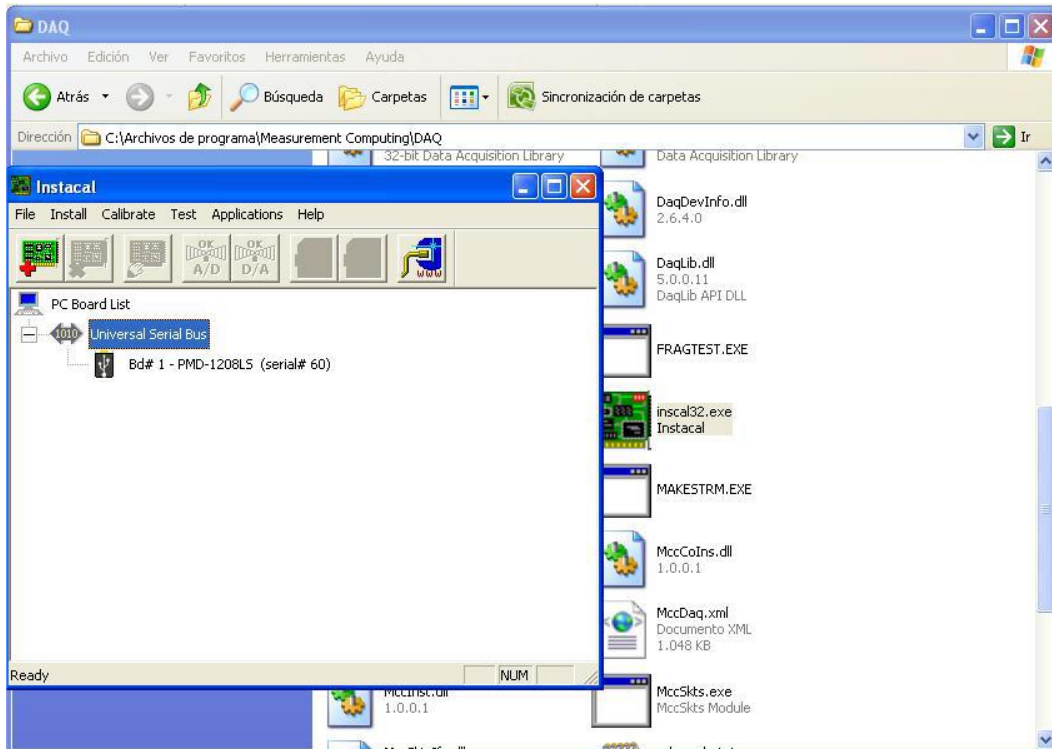 DAQ
Archivo Edición Ver Favoritos Herramientas Ayuda
Atrás Búsqueda Carpetas Sincronización de carpetas
Dirección C:\Archivos de programa\Measurement Computing\DAQ Ir
32-bit Data Acquisition Library
Data Acquisition Library
Instacal
File Install Calibrate Test Applications Help
OK A/D
OK D/A
www
PC Board List
1010 Universal Serial Bus
Bd# 1 - PMD-1208LS (serial# 60)
Ready
NUM
DaqDevInfo.dll
2.6.4.0
DaqLib.dll
5.0.0.11
DaqLib API DLL
FRAGTEST.EXE
inscal32.exe
Instacal
MAKESTRM.EXE
MccCoIns.dll
1.0.0.1
MccDaq.xml
Documento XML
1.048 KB
MccInst.dll
1.0.0.1
MccSkts.exe
MccSkts Module